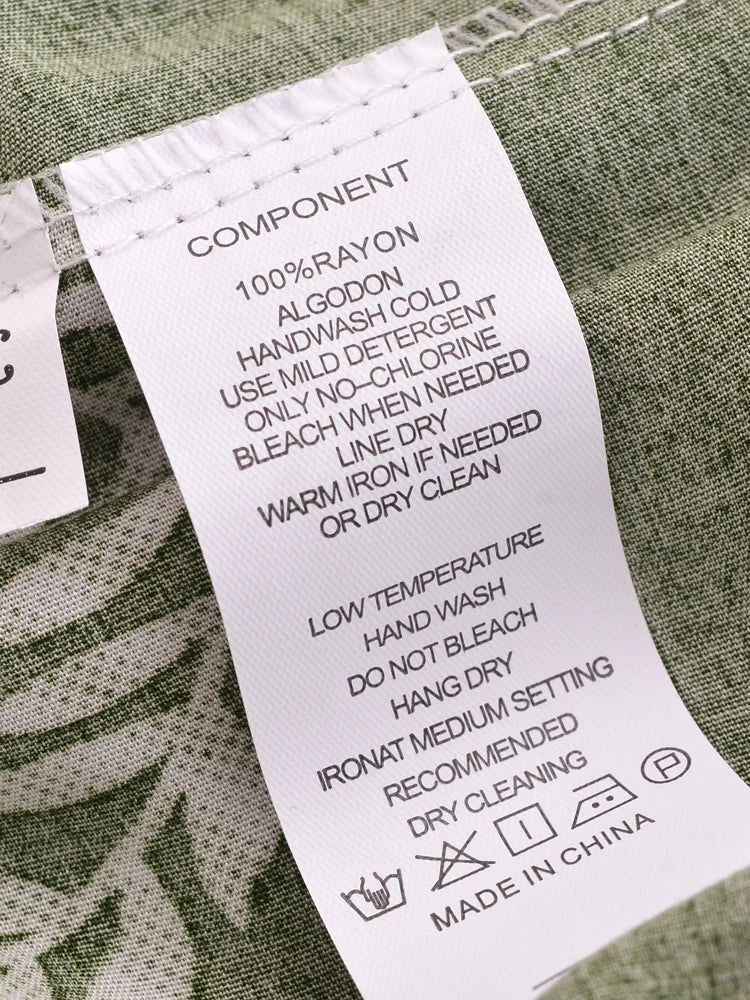 COMPONENT
100%RAYON
ALGODON
HANDWASH COLD
USE MILD DETERGENT
ONLY NO-CHLORINE
BLEACH WHEN NEEDED
LINE DRY
WARM IRON IF NEEDED
OR DRY CLEAN
LOW TEMPERATURE
HAND WASH
DO NOT BLEACH
HANG DRY
IRONAT MEDIUM SETTING
RECOMMENDED
DRY CLEANING
P
MADE IN CHINA